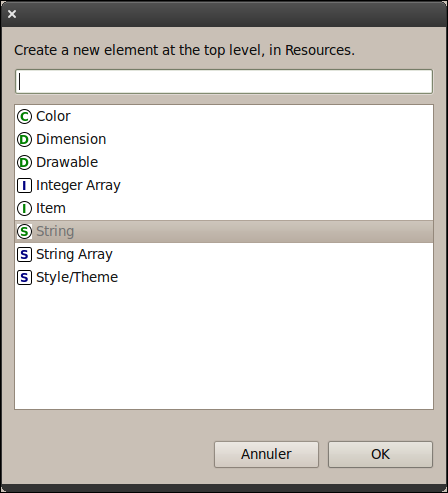 Create a new element at the top level, in Resources.
C Color
D Dimension
D Drawable
I Integer Array
I Item
S String
S String Array
S Style/Theme
Annuler OK